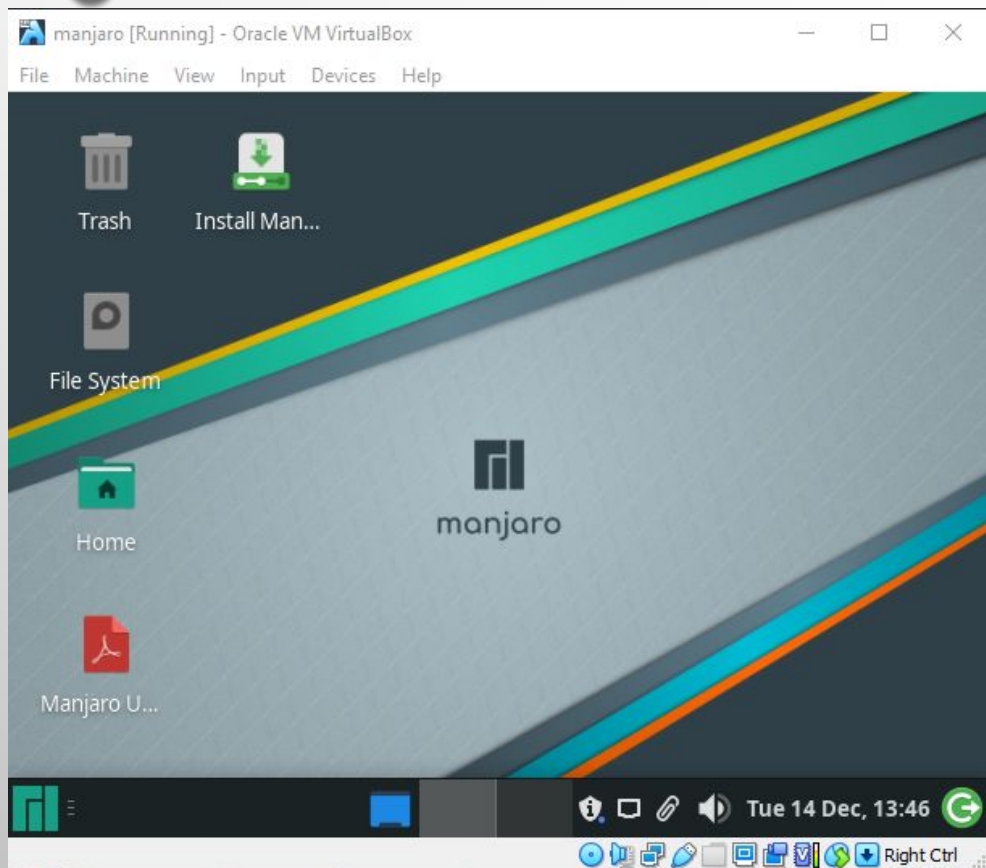 manjaro [Running] - Oracle VM VirtualBox
File Machine View Input Devices Help
Trash
Install Man...
File System
manjaro
Home
Manjaro U...
Tue 14 Dec, 13:46
Right Ctrl